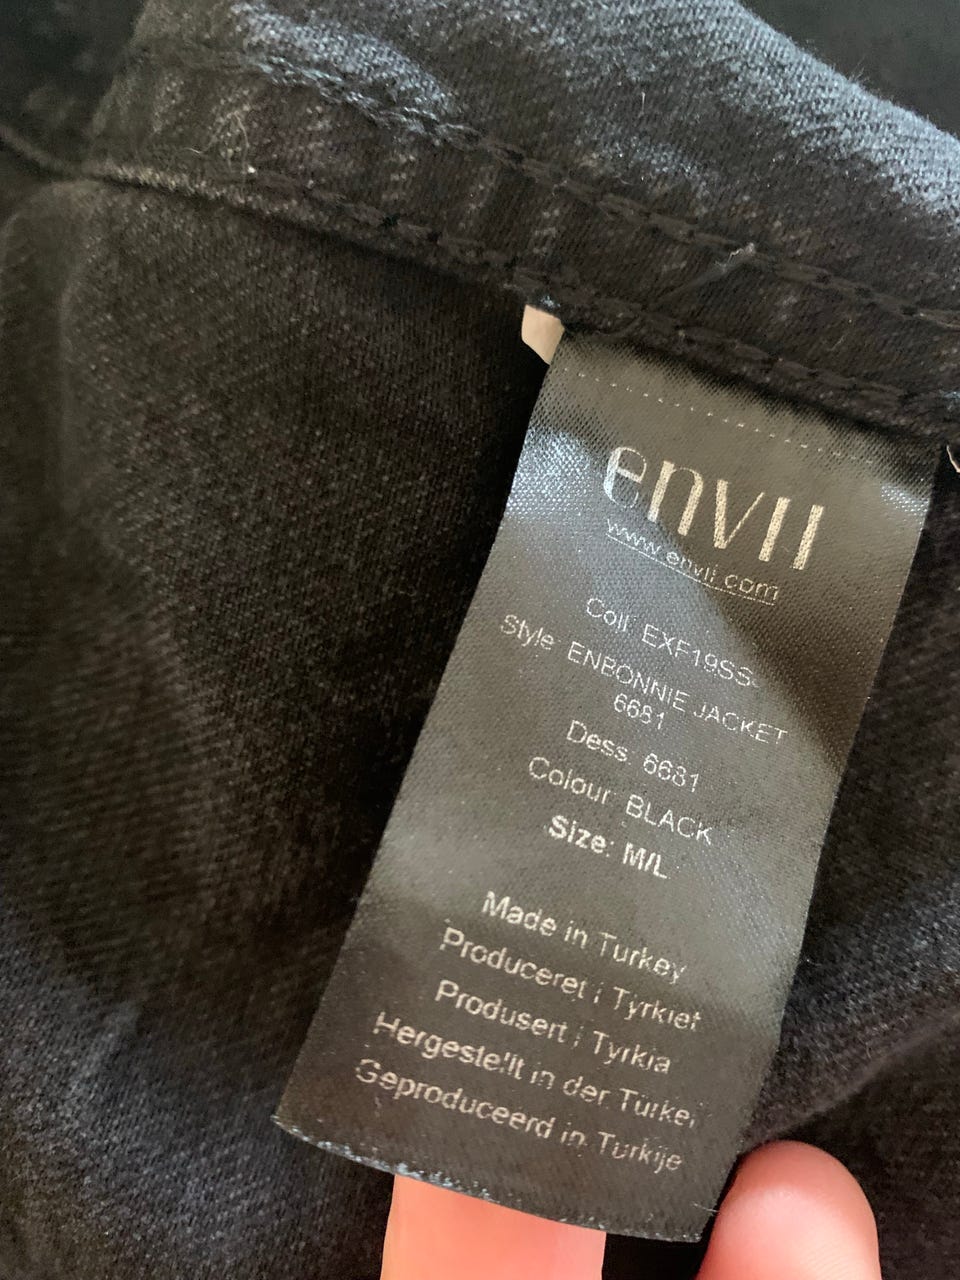 envii
www.envii.com
Coll: EXF19SS
Style: ENBONNIE JACKET
6681
Dess: 6681
Colour: BLACK
Size: M/L
Made in Turkey
Produceret i Tyrkiet
Produsert i Tyrkia
Hergestellt in der Türkei
Geproduceerd in Turkije